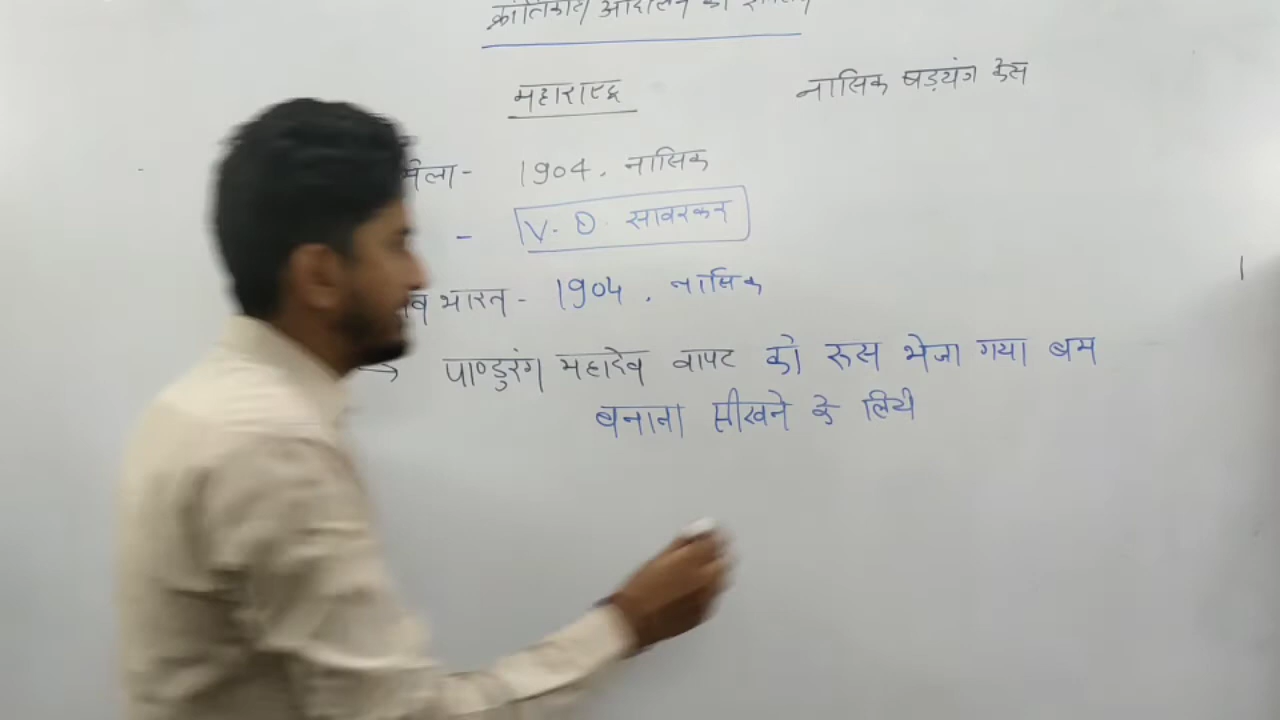 क्रांतिकारी आंदोलन
महाराष्ट्र
नासिक षड़यंत्र केस
मेला - 1904, नासिक
- V. D. सावरकर
व भारत - 1904, नासिक
→ पाण्डुरंग महादेव वापट को रूस भेजा गया बम
बनाना सीखने के लिये